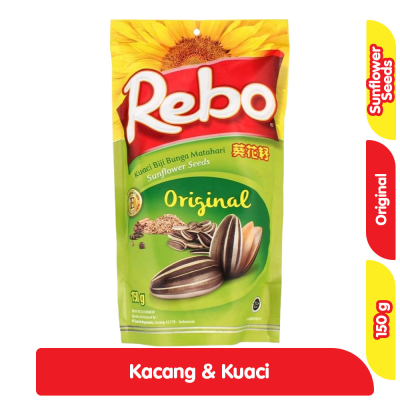 Rebo
Kuaci Biji Bunga Matahari
Sunflower Seeds
葵花籽
Original
150 g
Sunflower
Seeds
Original
150 g
Kacang & Kuaci